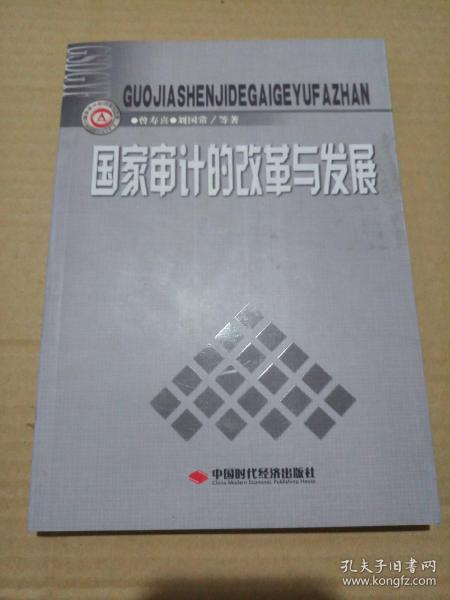 GUOJIASHENJIDEGAIGEYUFAZHAN
●曾寿喜●刘国常/等著
国家审计的改革与发展
中国时代经济出版社
China Modern Economic Publishing House
孔夫子旧书网
www.kongfz.com